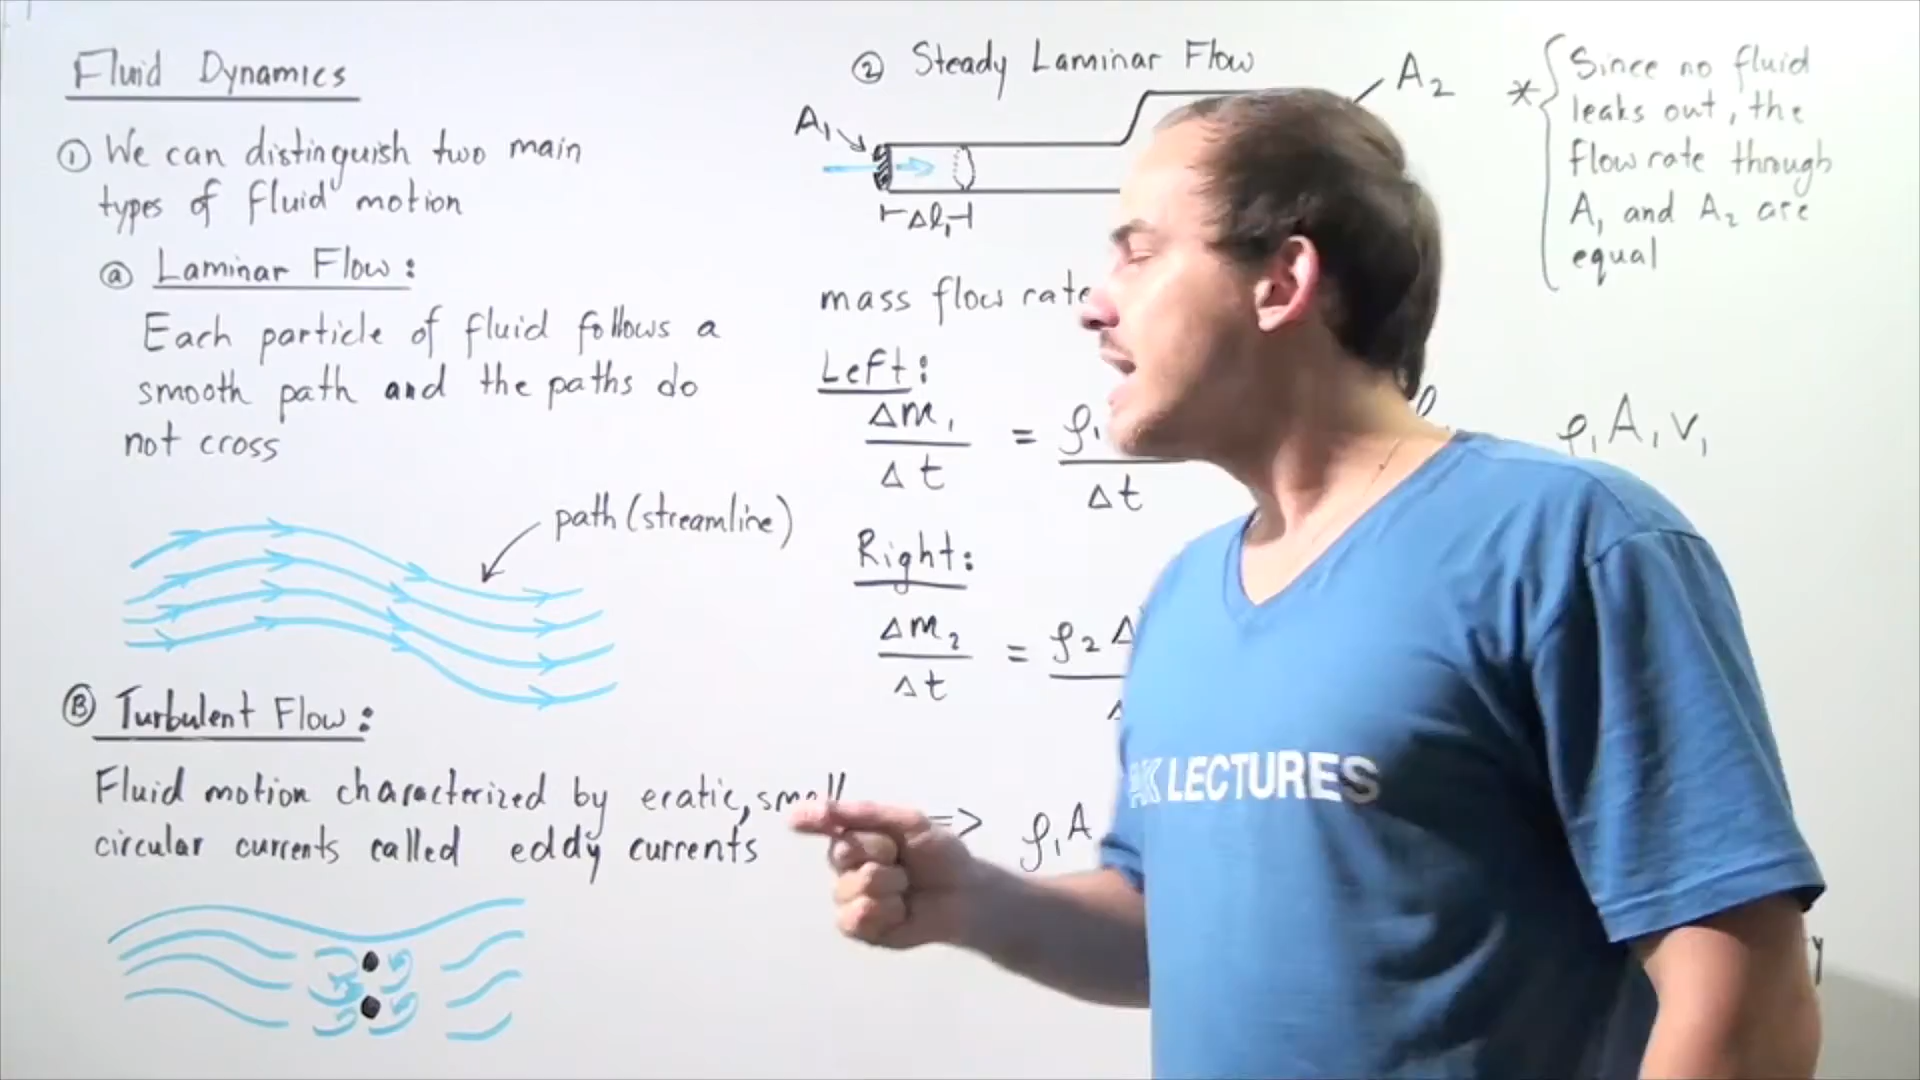 Fluid Dynamics
① We can distinguish two main
types of fluid motion
ⓐ Laminar Flow:
Each particle of fluid follows a
smooth path and the paths do
not cross
path (streamline)
Ⓑ Turbulent Flow:
Fluid motion characterized by eratic, small
circular currents called eddy currents
② Steady Laminar Flow
A₁
A₂
Δl₁
mass flow rate
Left:
Δm₁
Δt
= ρ₁
Δt
ρ₁A₁v₁
Right:
Δm₂
Δt
= ρ₂ Δ
=> ρ₁A
* Since no fluid
leaks out, the
flow rate through
A₁ and A₂ are
equal
LECTURES